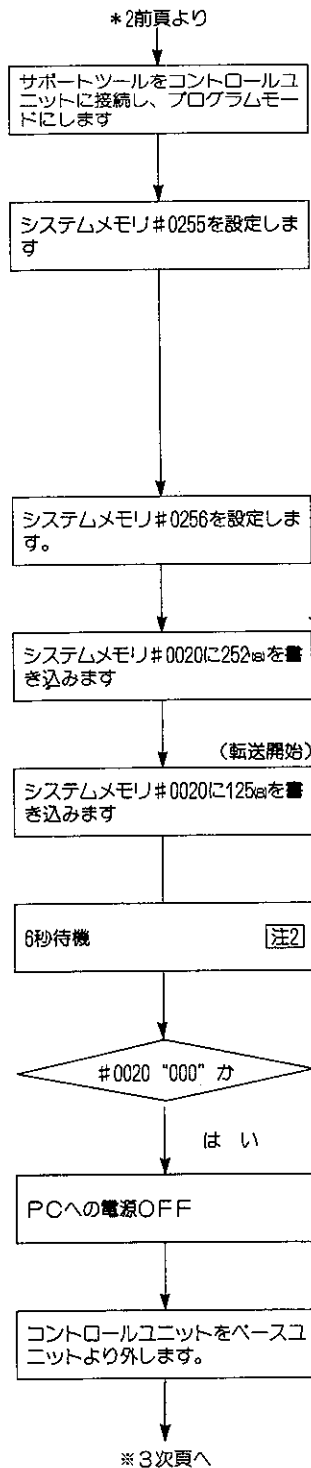 *2前頁より
サポートツールをコントロールユ
ニットに接続し、プログラムモー
ドにします
システムメモリ#0255を設定しま
す
システムメモリ#0256を設定しま
す。
システムメモリ#0020に252(8)を書
き込みます
(転送開始)
システムメモリ#0020に125(8)を書
き込みます
6秒待機 注2
#0020 "000" か
はい
PCへの電源OFF
コントロールユニットをベースユ
ニットより外します。
※3次頁へ